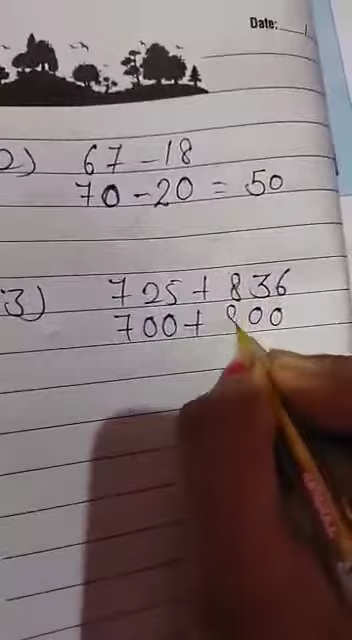 Date:
2) 67 - 18
70 - 20 = 50
3) 725 + 836
700 + 800